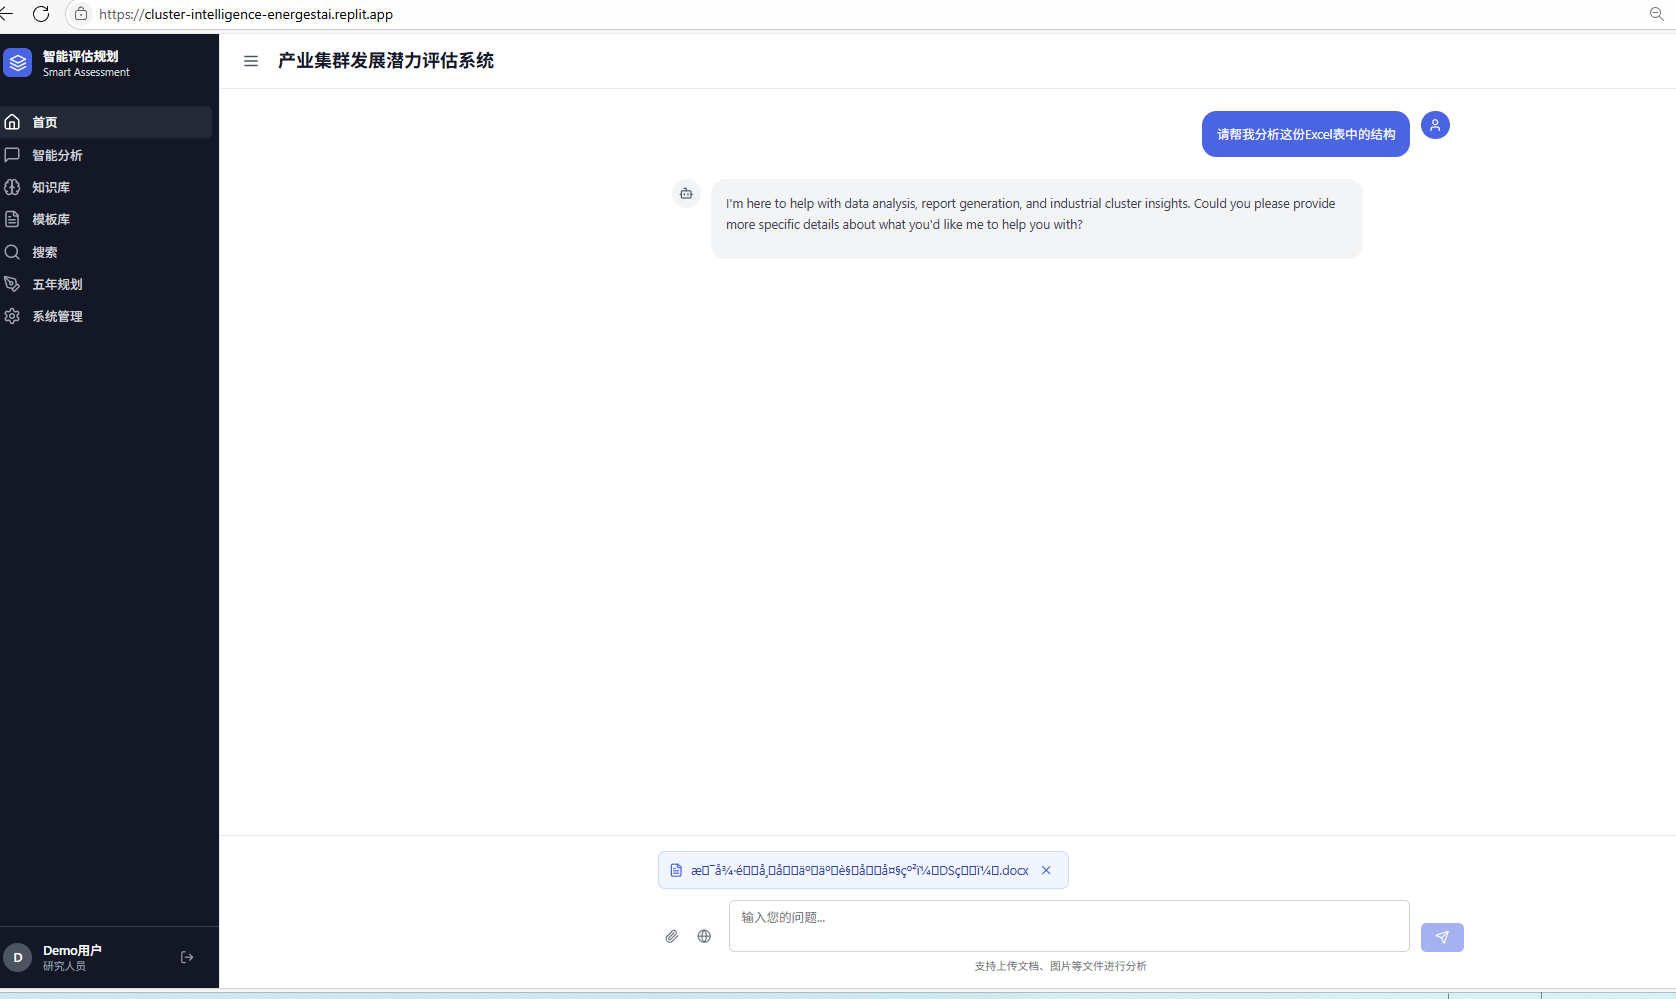 https://cluster-intelligence-energestai.replit.app
智能评估规划
Smart Assessment
首页
智能分析
知识库
模板库
搜索
五年规划
系统管理
Demo用户
研究人员
D
产业集群发展潜力评估系统
请帮我分析这份Excel表中的结构
I'm here to help with data analysis, report generation, and industrial cluster insights. Could you please provide
more specific details about what you'd like me to help you with?
.docx
输入您的问题...
支持上传文档、图片等文件进行分析